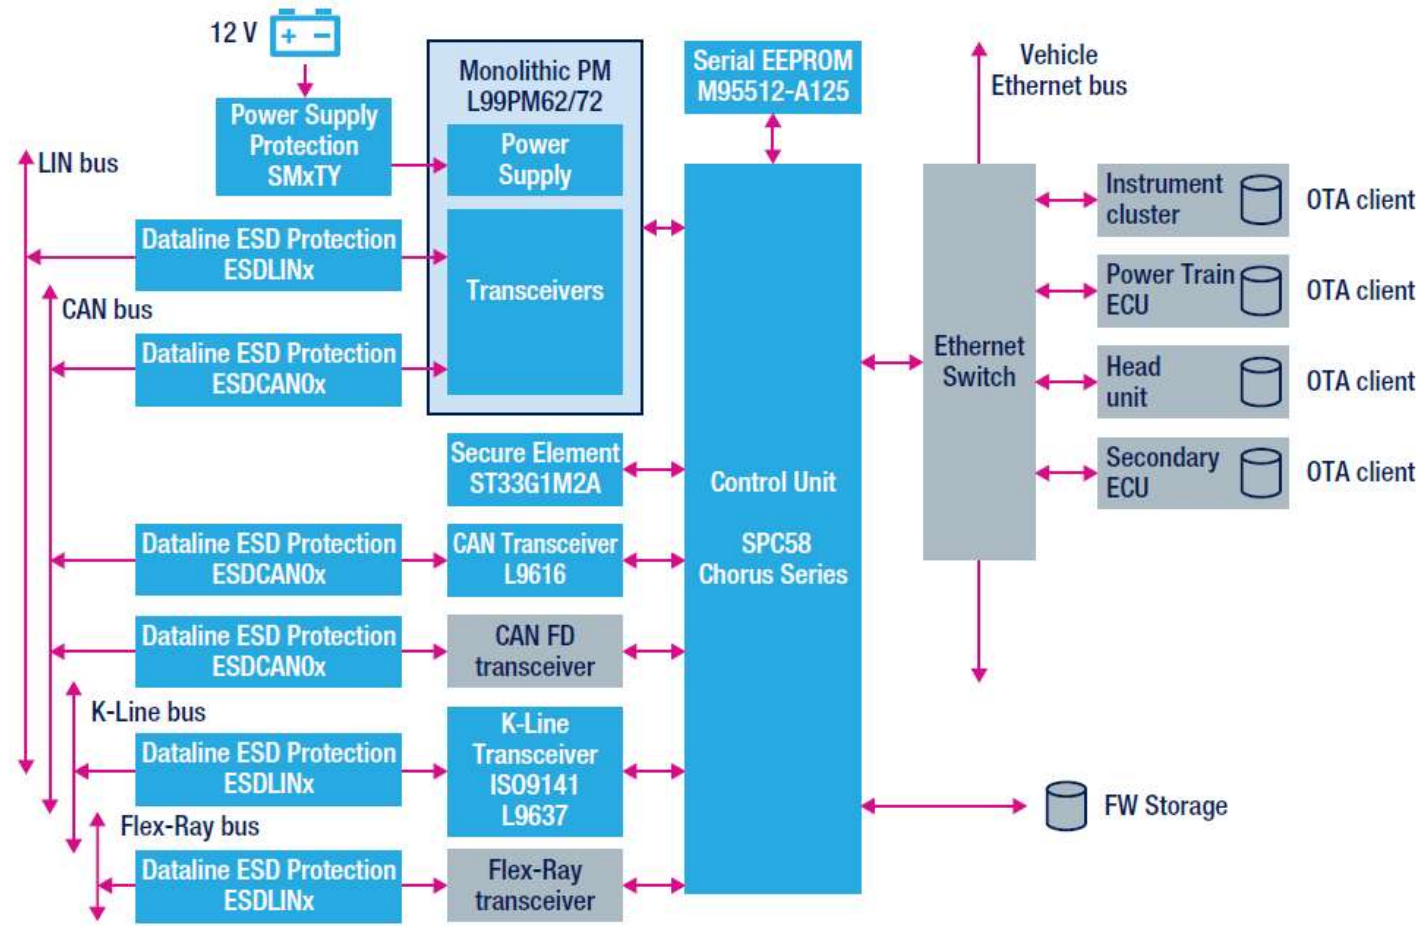 12 V
+ −
Power Supply
Protection
SMxTY
Monolithic PM
L99PM62/72
Power
Supply
Transceivers
Serial EEPROM
M95512-A125
Vehicle
Ethernet bus
LIN bus
Dataline ESD Protection
ESDLINx
CAN bus
Dataline ESD Protection
ESDCAN0x
Secure Element
ST33G1M2A
Dataline ESD Protection
ESDCAN0x
CAN Transceiver
L9616
Dataline ESD Protection
ESDCAN0x
CAN FD
transceiver
K-Line bus
Dataline ESD Protection
ESDLINx
K-Line
Transceiver
ISO9141
L9637
Flex-Ray bus
Dataline ESD Protection
ESDLINx
Flex-Ray
transceiver
Control Unit
SPC58
Chorus Series
Ethernet
Switch
Instrument
cluster
OTA client
Power Train
ECU
OTA client
Head
unit
OTA client
Secondary
ECU
OTA client
FW Storage